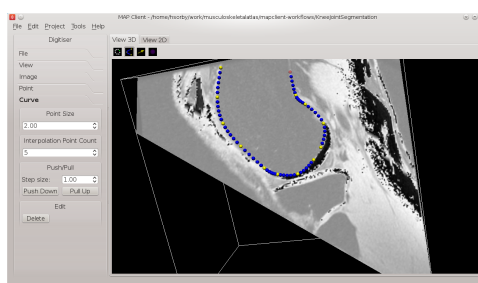 MAP Client - /home/hsorby/work/musculoskeletalatlas/mapclient-workflows/KneeJointSegmentation
File Edit Project Tools Help
Digitiser
File
View
Image
Point
Curve
Point Size
2.00
Interpolation Point Count
5
Push/Pull
Step size: 1.00
Push Down Pull Up
Edit
Delete
View 3D View 2D